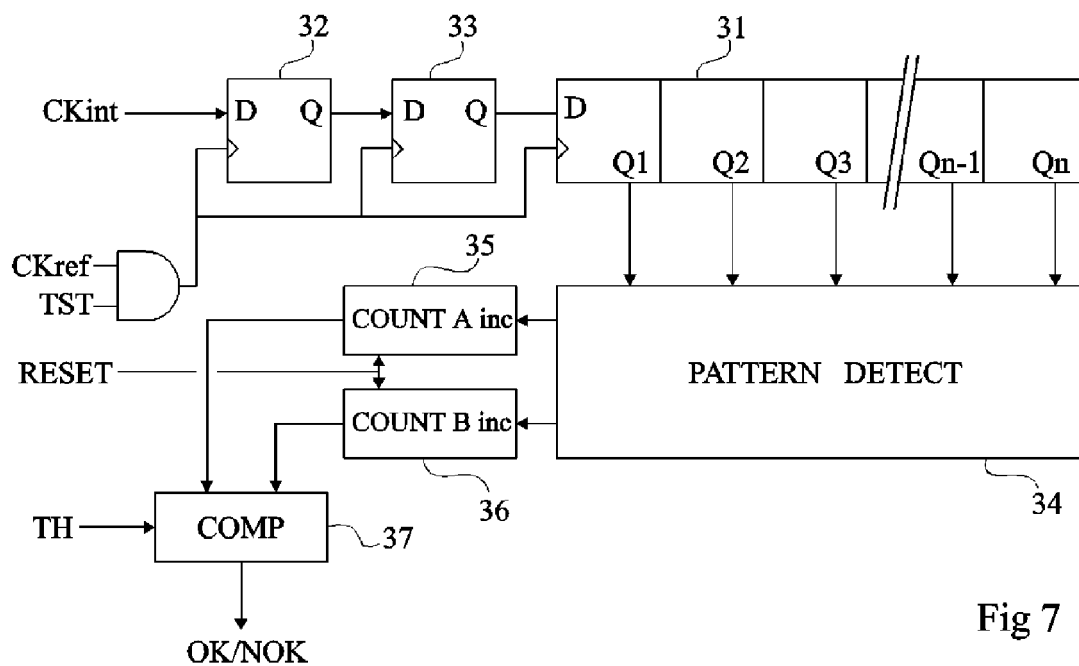 32
33
31
CKint
D Q
D Q
D
Q1 Q2 Q3 Qn-1 Qn
CKref
TST
35
COUNT A inc
RESET
PATTERN DETECT
COUNT B inc
36
34
TH
COMP
37
OK/NOK
Fig 7